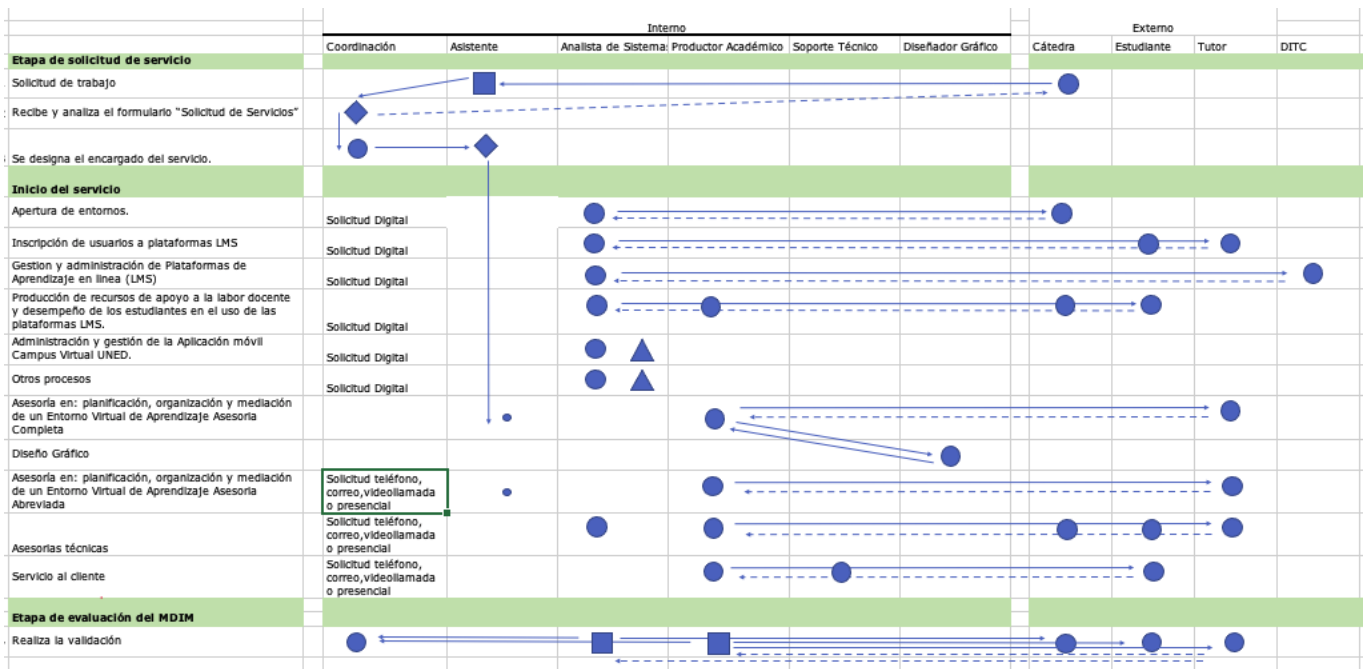 Interno
Externo
Coordinación
Asistente
Analista de Sistema
Productor Académico
Soporte Técnico
Diseñador Gráfico
Cátedra
Estudiante
Tutor
DITC
Etapa de solicitud de servicio
Solicitud de trabajo
Recibe y analiza el formulario “Solicitud de Servicios”
Se designa el encargado del servicio.
Inicio del servicio
Apertura de entornos.
Solicitud Digital
Inscripción de usuarios a plataformas LMS
Solicitud Digital
Gestion y administración de Plataformas de
Aprendizaje en linea (LMS)
Solicitud Digital
Producción de recursos de apoyo a la labor docente
y desempeño de los estudiantes en el uso de las
plataformas LMS.
Solicitud Digital
Administración y gestión de la Aplicación móvil
Campus Virtual UNED.
Solicitud Digital
Otros procesos
Solicitud Digital
Asesoría en: planificación, organización y mediación
de un Entorno Virtual de Aprendizaje Asesoria
Completa
Diseño Gráfico
Asesoría en: planificación, organización y mediación
de un Entorno Virtual de Aprendizaje Asesoria
Abreviada
Solicitud teléfono,
correo,videollamada
o presencial
Asesorias técnicas
Solicitud teléfono,
correo,videollamada
o presencial
Servicio al cliente
Solicitud teléfono,
correo,videollamada
o presencial
Etapa de evaluación del MDIM
Realiza la validación